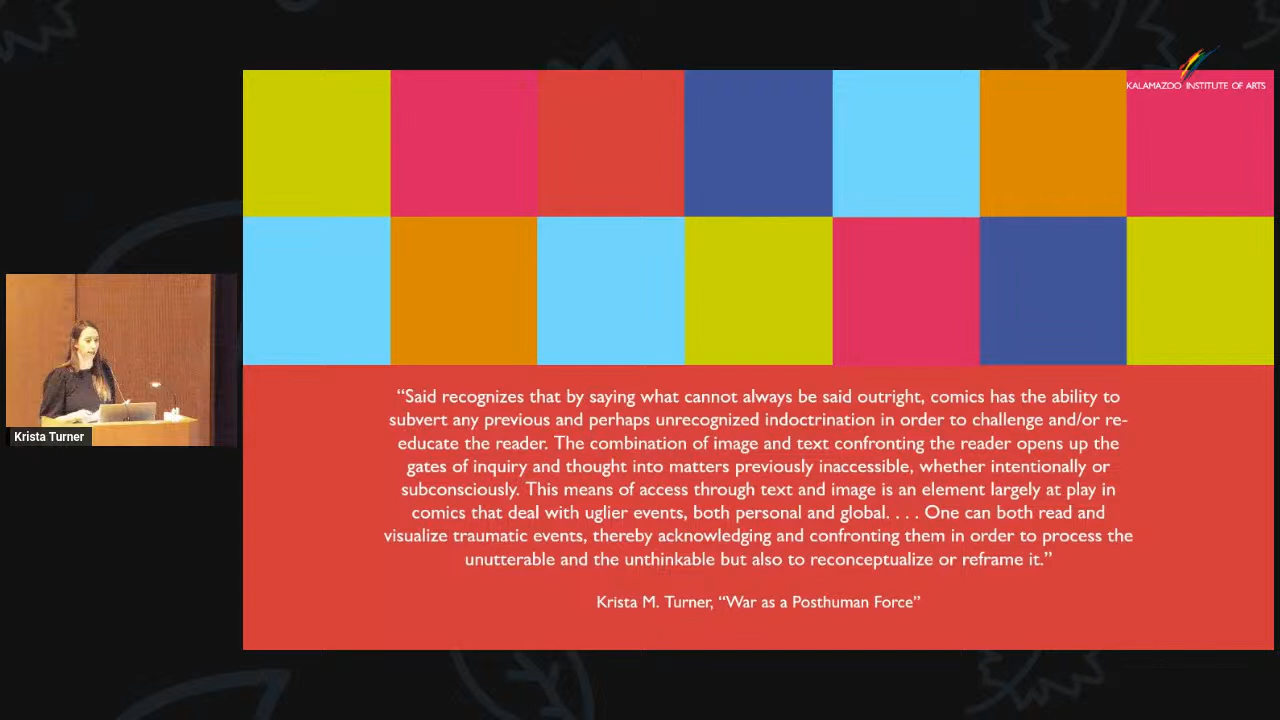 KALAMAZOO INSTITUTE OF ARTS
“Said recognizes that by saying what cannot always be said outright, comics has the ability to
subvert any previous and perhaps unrecognized indoctrination in order to challenge and/or re-
educate the reader. The combination of image and text confronting the reader opens up the
gates of inquiry and thought into matters previously inaccessible, whether intentionally or
subconsciously. This means of access through text and image is an element largely at play in
comics that deal with uglier events, both personal and global. . . . One can both read and
visualize traumatic events, thereby acknowledging and confronting them in order to process the
unutterable and the unthinkable but also to reconceptualize or reframe it.”
Krista M. Turner, “War as a Posthuman Force”
Krista Turner